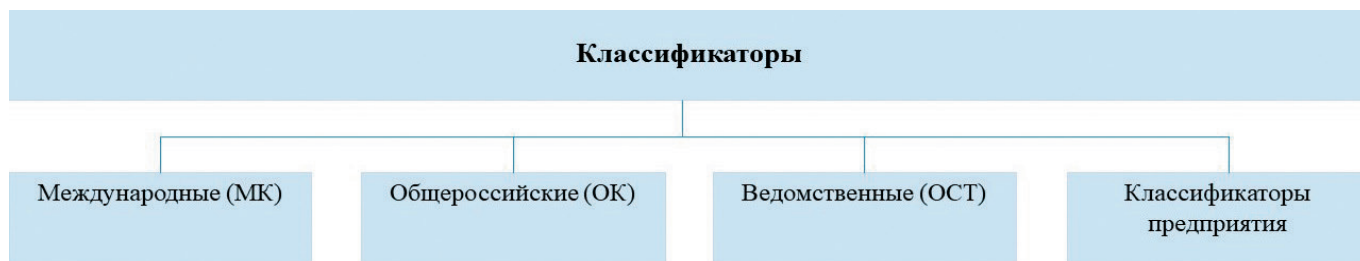 Классификаторы
Международные (МК)
Общероссийские (ОК)
Ведомственные (ОСТ)
Классификаторы
предприятия